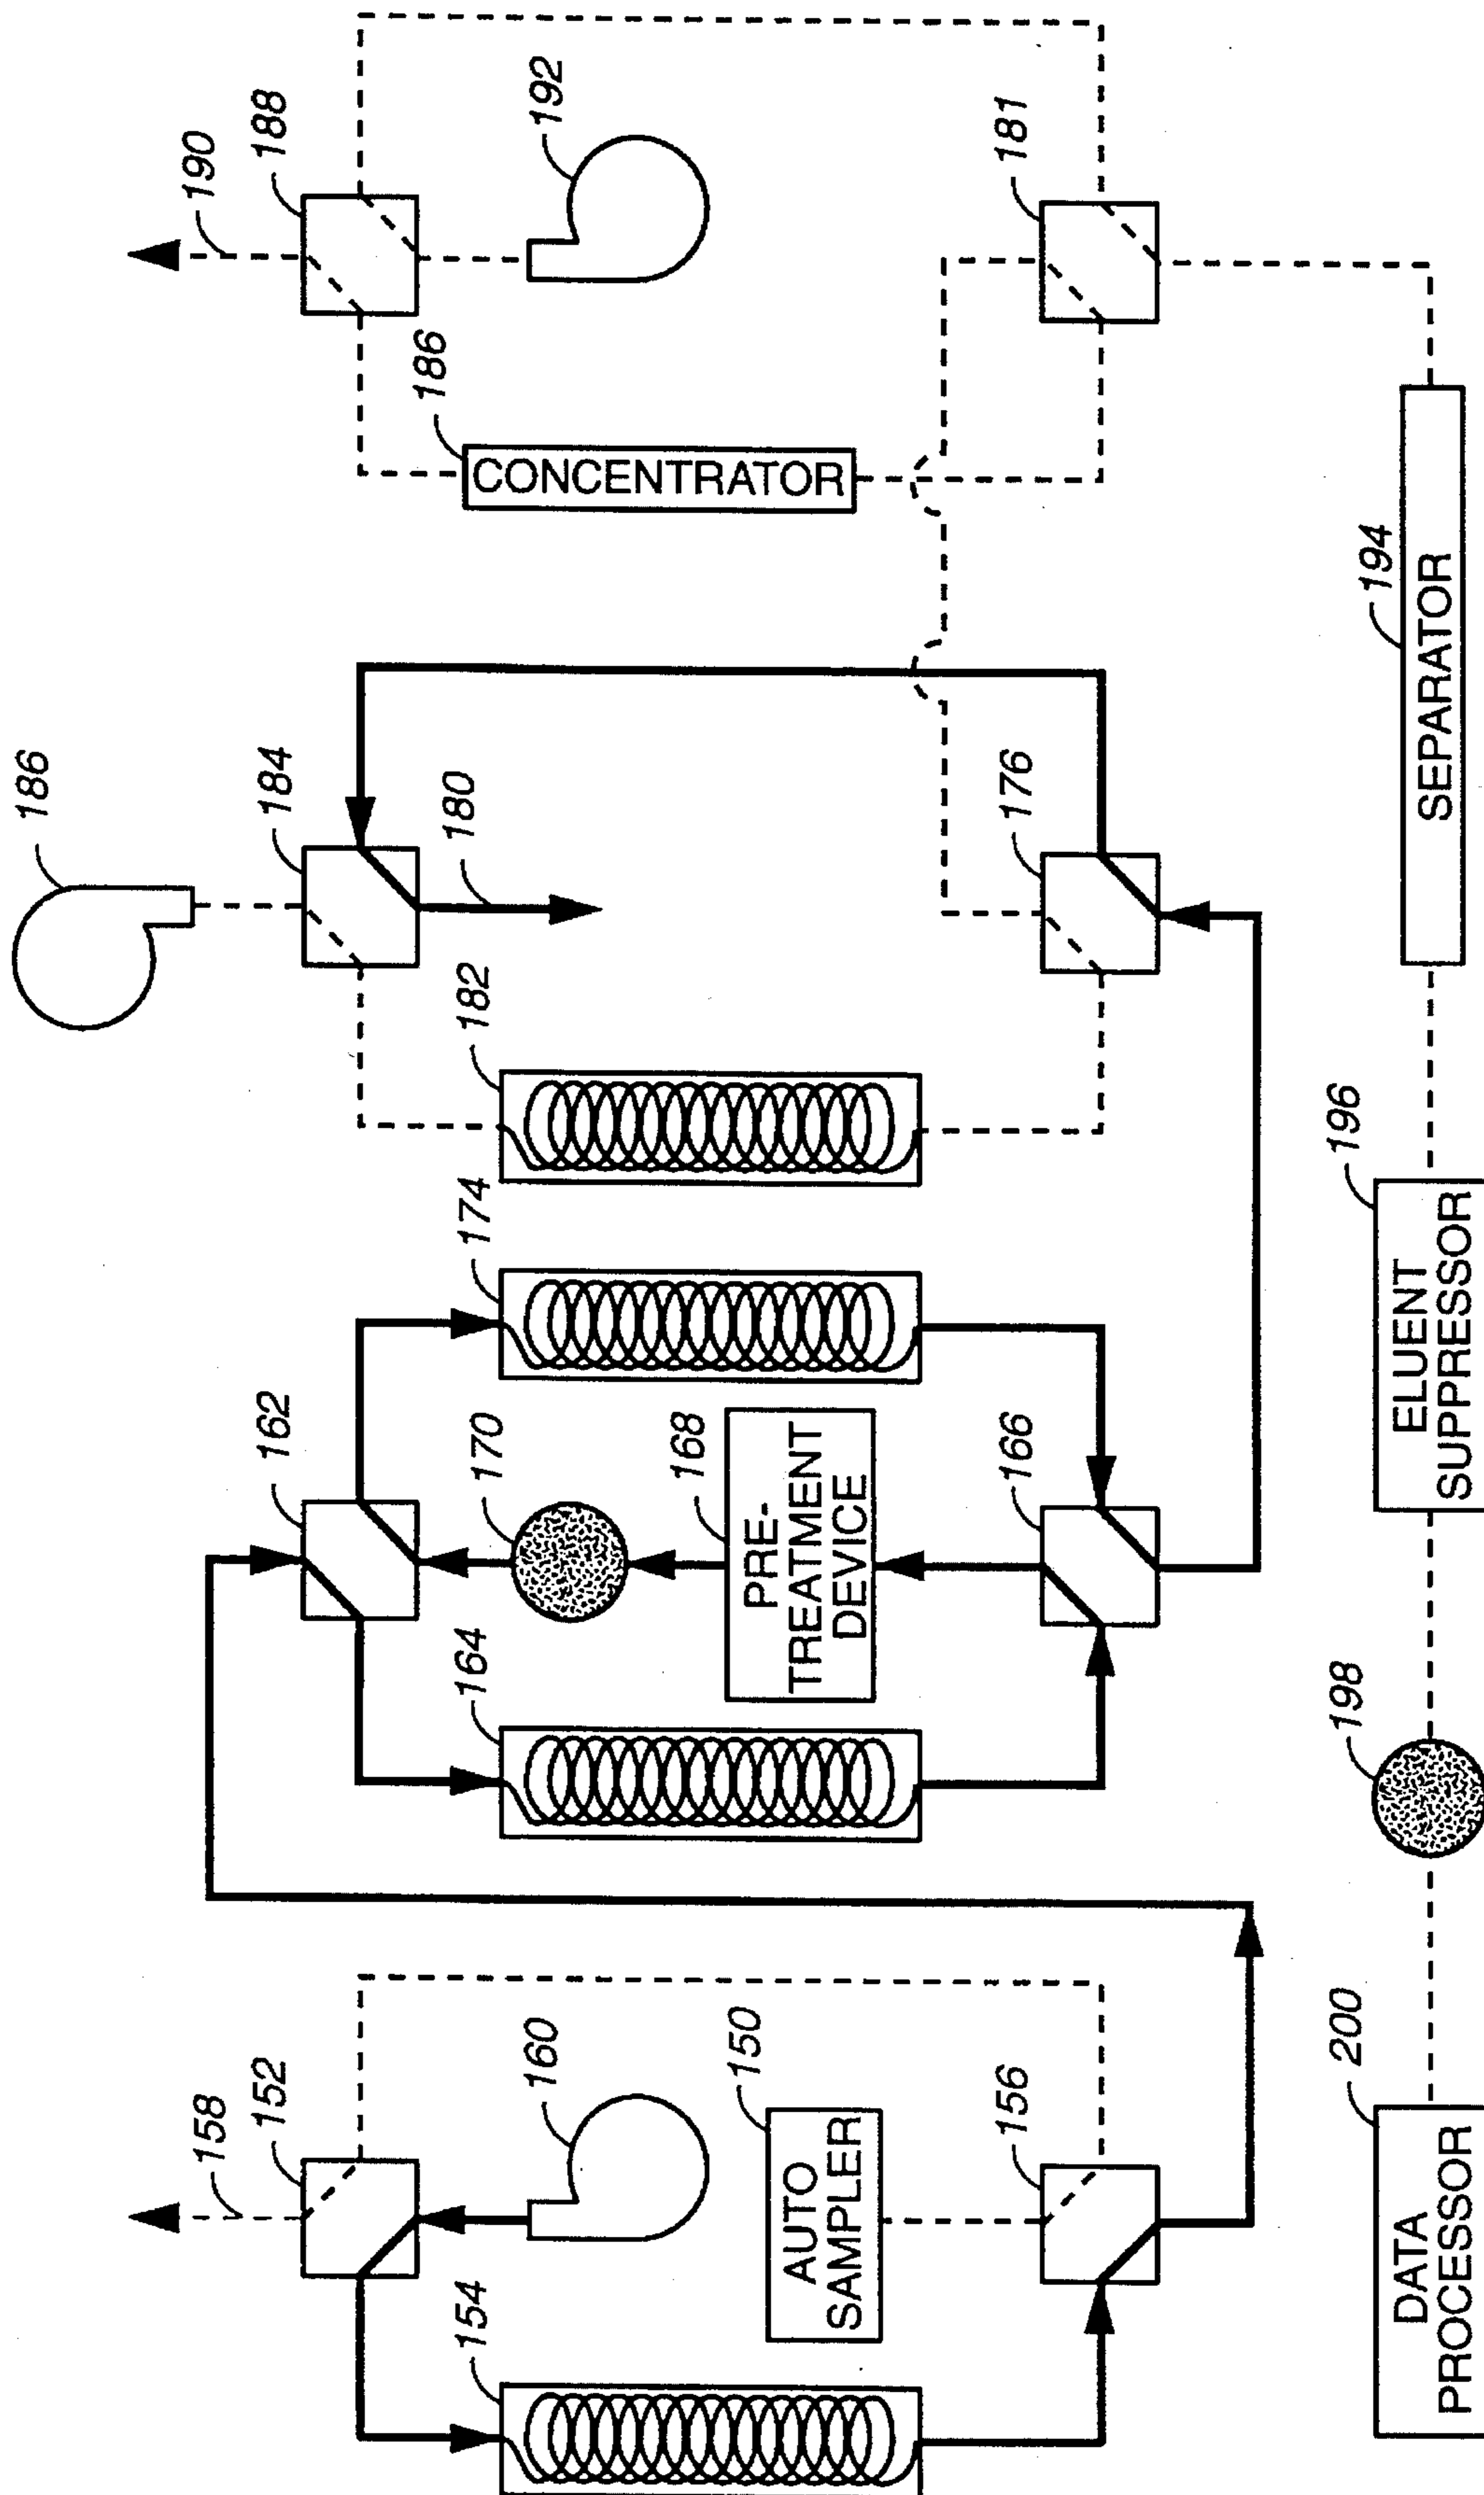 186
158
190
152
162
184
188
154
164
174
182
180
186
170
160
192
CONCENTRATOR
168
150
PRE-
TREATMENT
DEVICE
AUTO
SAMPLER
156
166
176
181
200
198
196
194
DATA
PROCESSOR
ELUENT
SUPPRESSOR
SEPARATOR